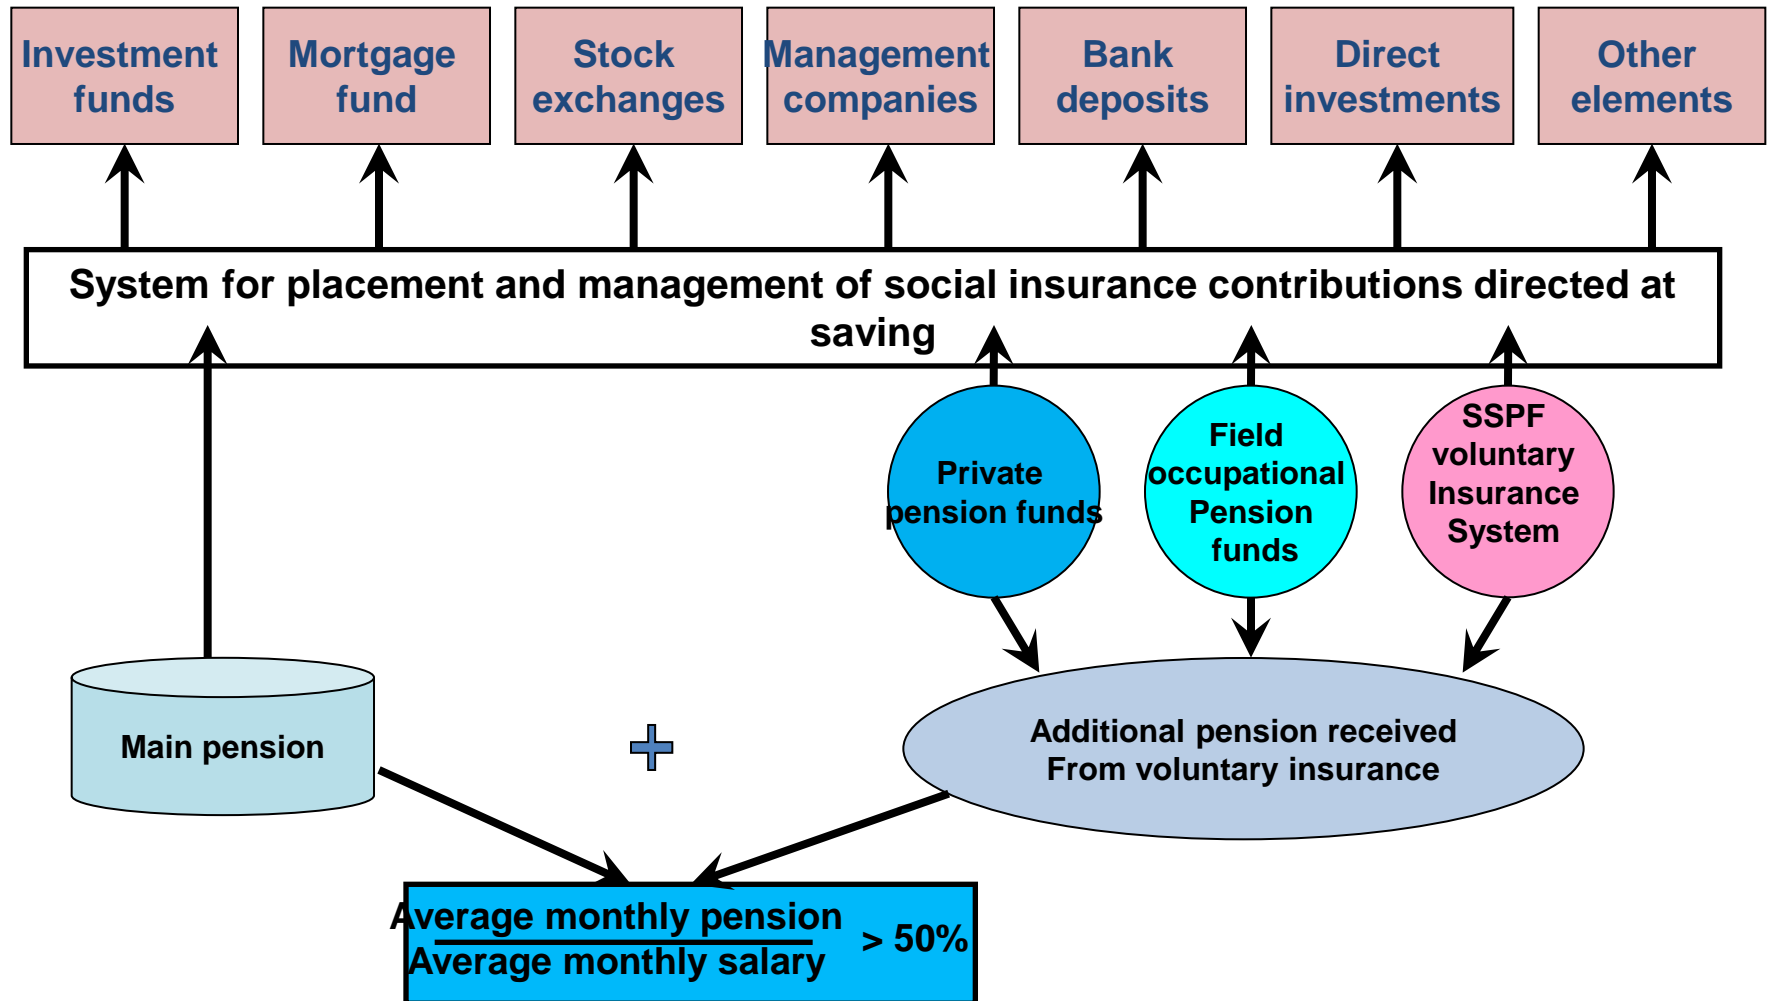 Investment
funds
Mortgage
fund
Stock
exchanges
Management
companies
Bank
deposits
Direct
investments
Other
elements
System for placement and management of social insurance contributions directed at
saving
Private
pension funds
Field
occupational
Pension
funds
SSPF
voluntary
Insurance
System
Main pension
+
Additional pension received
From voluntary insurance
Average monthly pension
Average monthly salary
> 50%